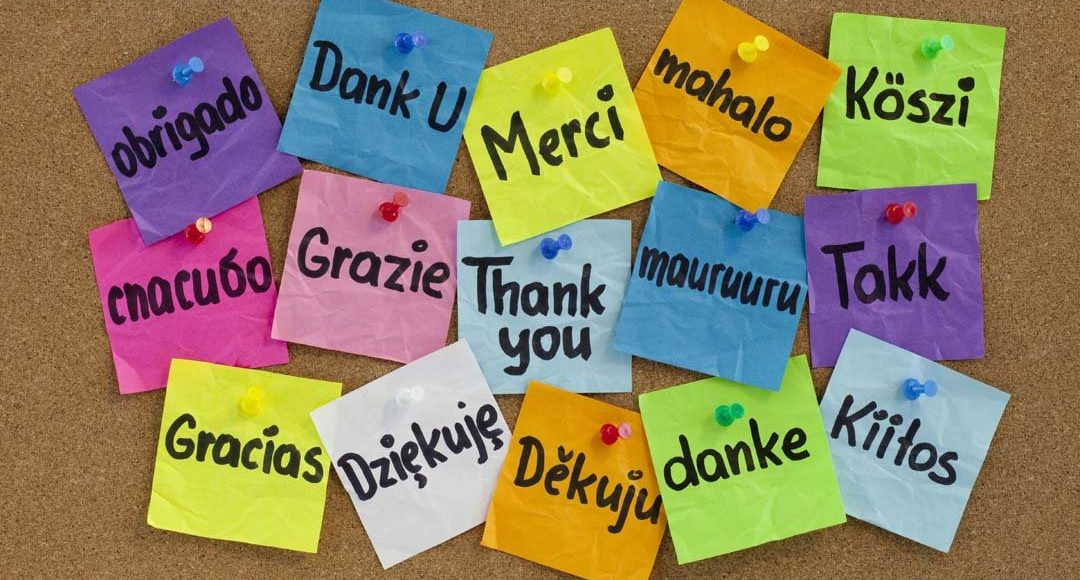 obrigado
Dank U
Merci
mahalo
Köszi
спасибо
Grazie
Thank
you
mauruuru
Takk
Gracias
Dziękuję
Děkuju
danke
Kiitos